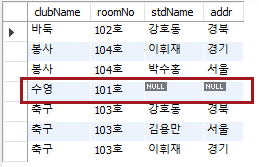 clubName roomNo stdName addr
바둑 102호 강호동 경북
봉사 104호 이휘재 경기
봉사 104호 박수홍 서울
수영 101호 NULL NULL
축구 103호 강호동 경북
축구 103호 김용만 서울
축구 103호 이휘재 경기